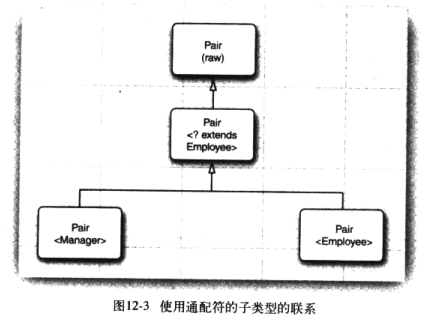 Pair
(raw)
Pair
<? extends
Employee>
Pair
<Manager>
Pair
<Employee>
图12-3 使用通配符的子类型的联系